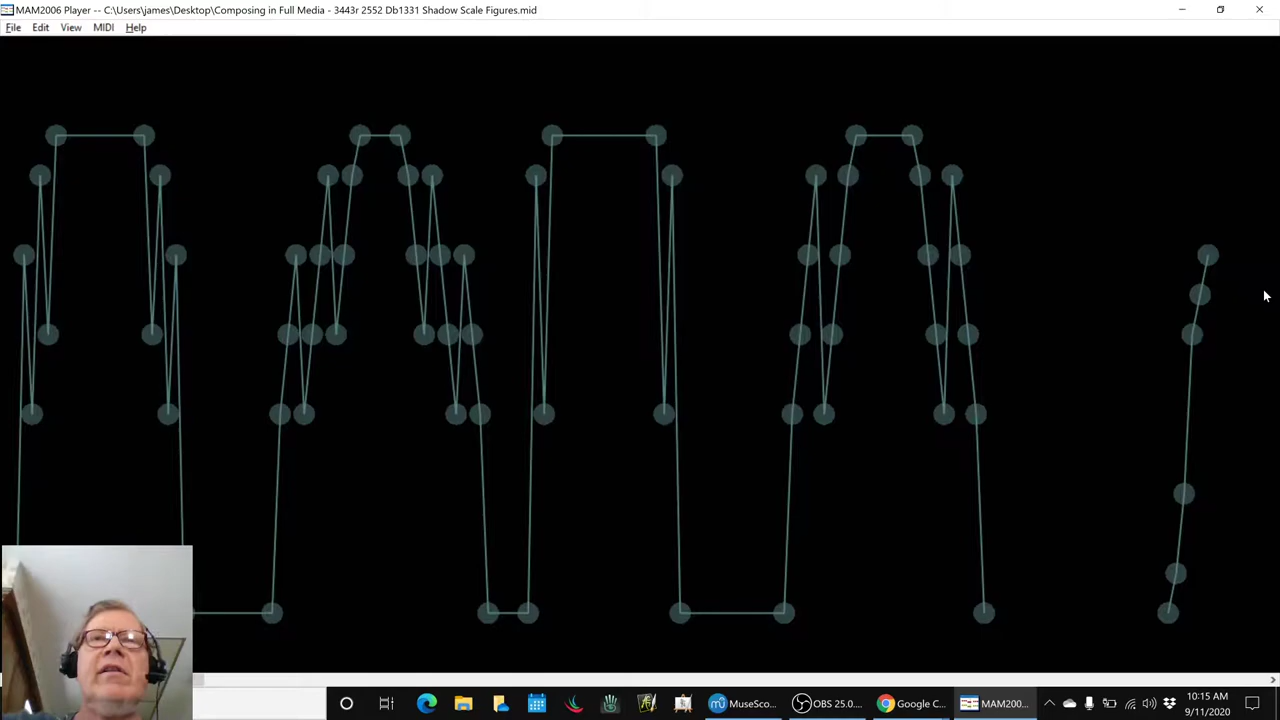 MAM2006 Player -- C:\Users\james\Desktop\Composing in Full Media - 3443r 2552 Db1331 Shadow Scale Figures.mid
File Edit View MIDI Help
MuseSco... OBS 25.0.... Google C... MAM200... 10:15 AM
9/11/2020